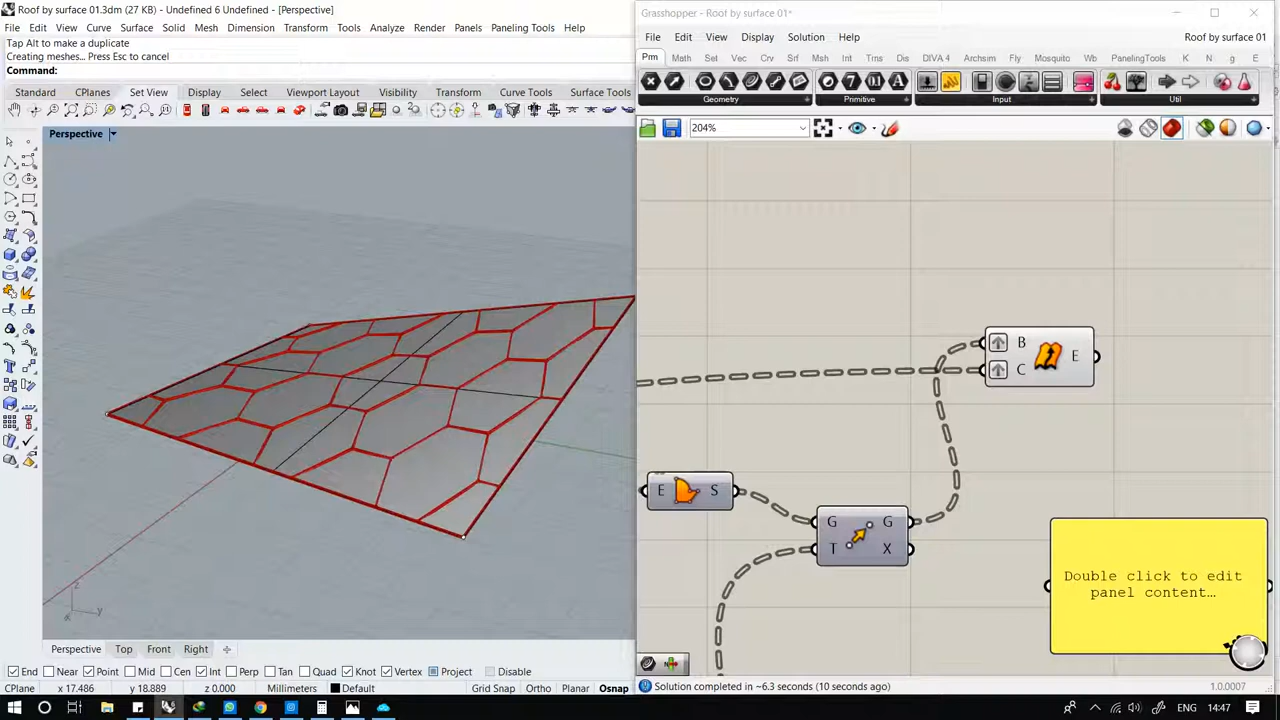 Roof by surface 01.3dm (27 KB) - Undefined 6 Undefined - [Perspective]
File Edit View Curve Surface Solid Mesh Dimension Transform Tools Analyze Render Panels Paneling Tools Help
Tap Alt to make a duplicate
Creating meshes... Press Esc to cancel
Command:
Standard CPlanes Set View Display Select Viewport Layout Visibility Transform Curve Tools Surface Tools
Perspective
z
x y
Perspective Top Front Right
End Near Point Mid Cen Int Perp Tan Quad Knot Vertex Project Disable
CPlane x 17.486 y 18.889 z 0.000 Millimeters Default Grid Snap Ortho Planar Osnap
Grasshopper - Roof by surface 01*
File Edit View Display Solution Help Roof by surface 01
Prm Math Set Vec Crv Srf Msh Int Trns Dis DIVA 4 Archsim Fly Mosquito Wb PanelingTools K N g E
Geometry Primitive Input Util
204%
B
E
C
E S
G G
T X
Double click to edit
panel content...
Solution completed in ~6.3 seconds (10 seconds ago) 1.0.0007
ENG 14:47